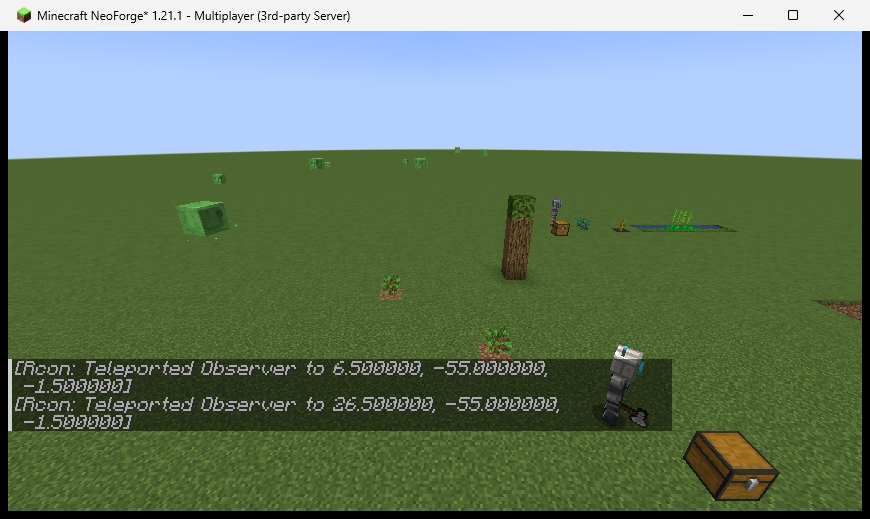 Minecraft NeoForge* 1.21.1 - Multiplayer (3rd-party Server)
[Rcon: Teleported Observer to 6.500000, -55.000000,
-1.500000]
[Rcon: Teleported Observer to 26.500000, -55.000000,
-1.500000]